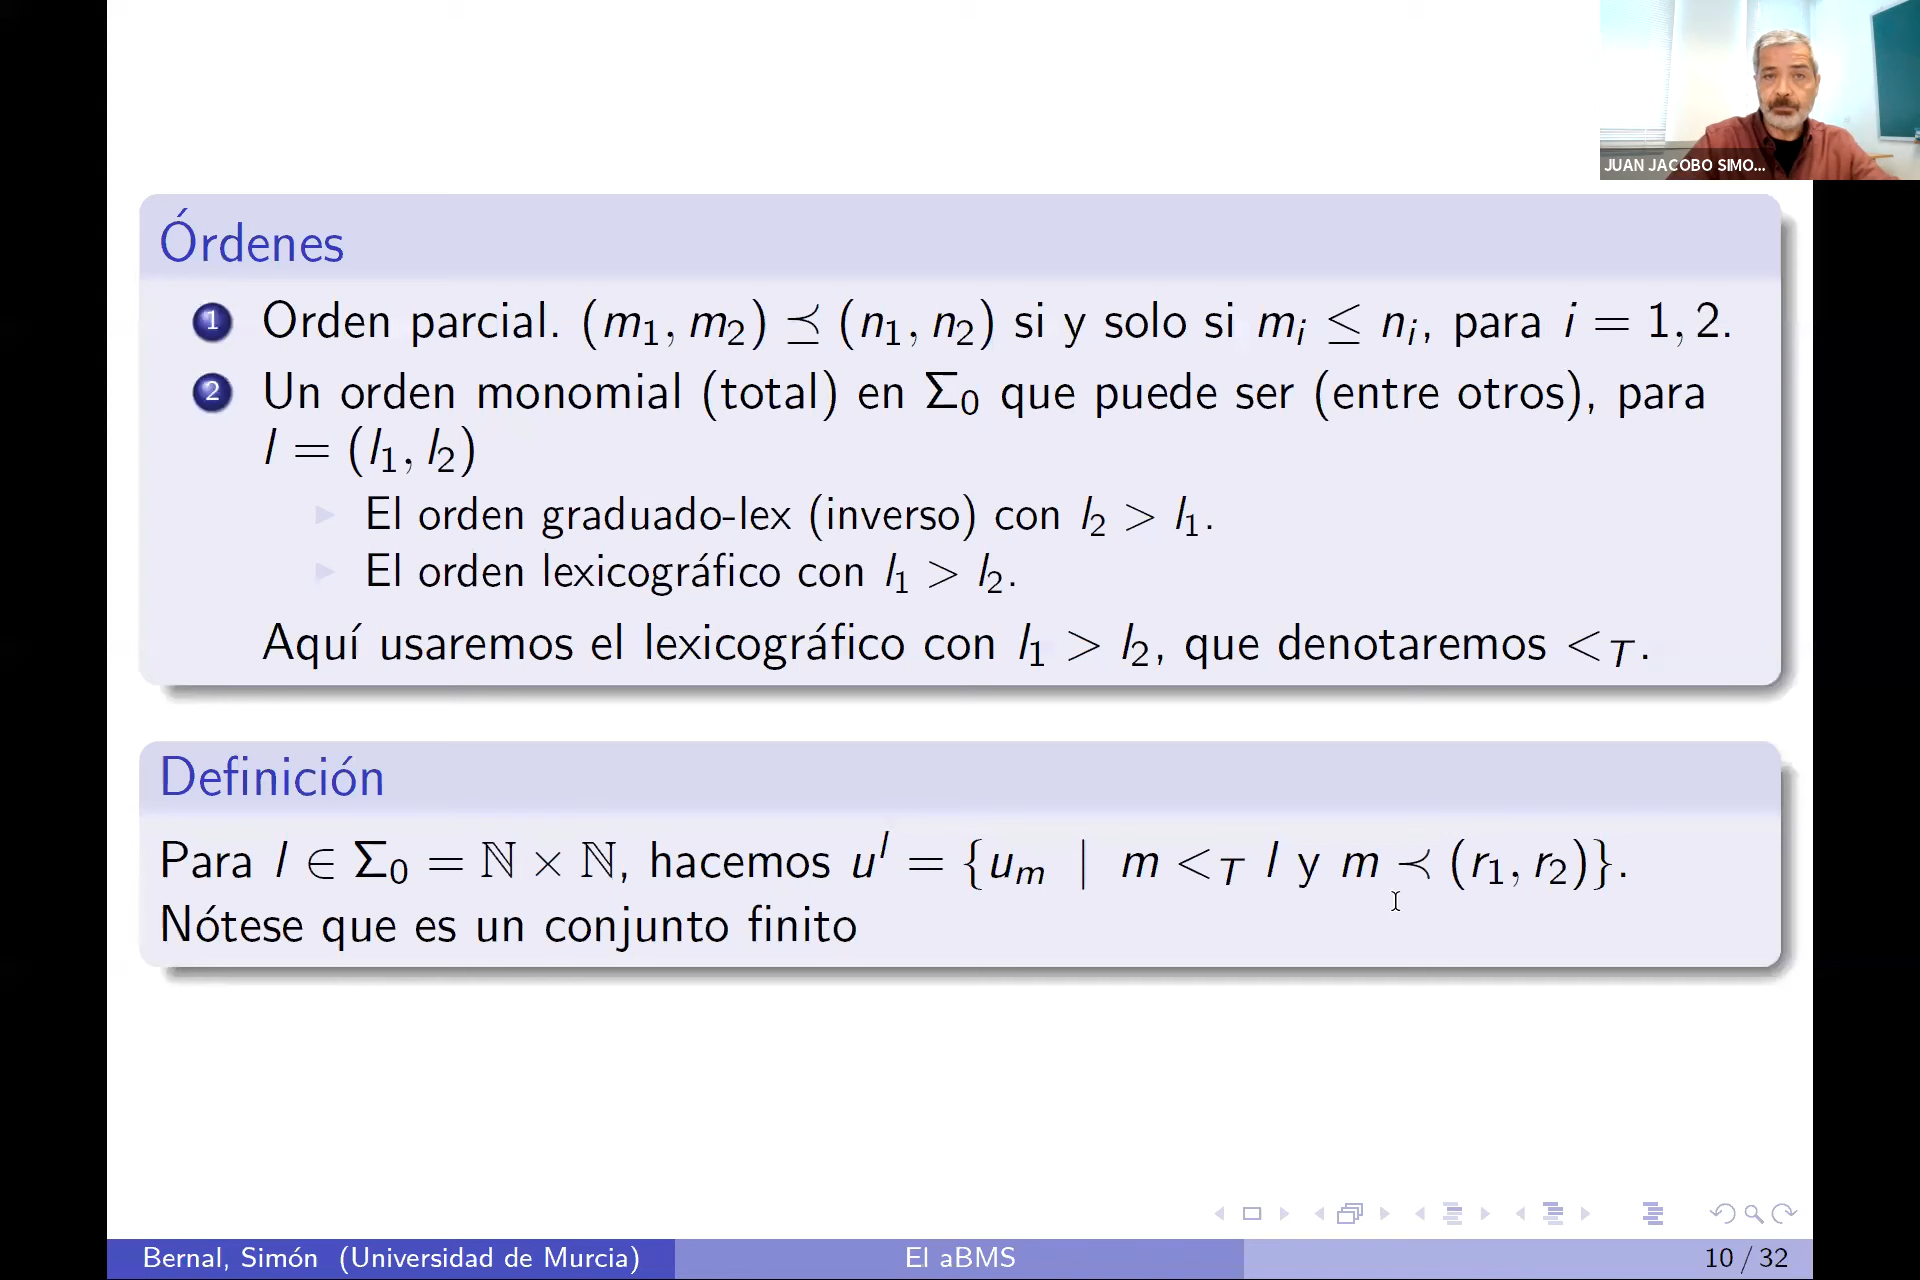 JUAN JACOBO SIMO...
Órdenes
1 Orden parcial. (m₁, m₂) ⪯ (n₁, n₂) si y solo si mᵢ ≤ nᵢ, para i = 1, 2.
2 Un orden monomial (total) en Σ₀ que puede ser (entre otros), para
l = (l₁, l₂)
El orden graduado-lex (inverso) con l₂ > l₁.
El orden lexicográfico con l₁ > l₂.
Aquí usaremos el lexicográfico con l₁ > l₂, que denotaremos <_T.
Definición
Para l ∈ Σ₀ = ℕ × ℕ, hacemos uˡ = {uₘ | m <_T l y m ≺ (r₁, r₂)}.
Nótese que es un conjunto finito
Bernal, Simón (Universidad de Murcia) El aBMS 10 / 32